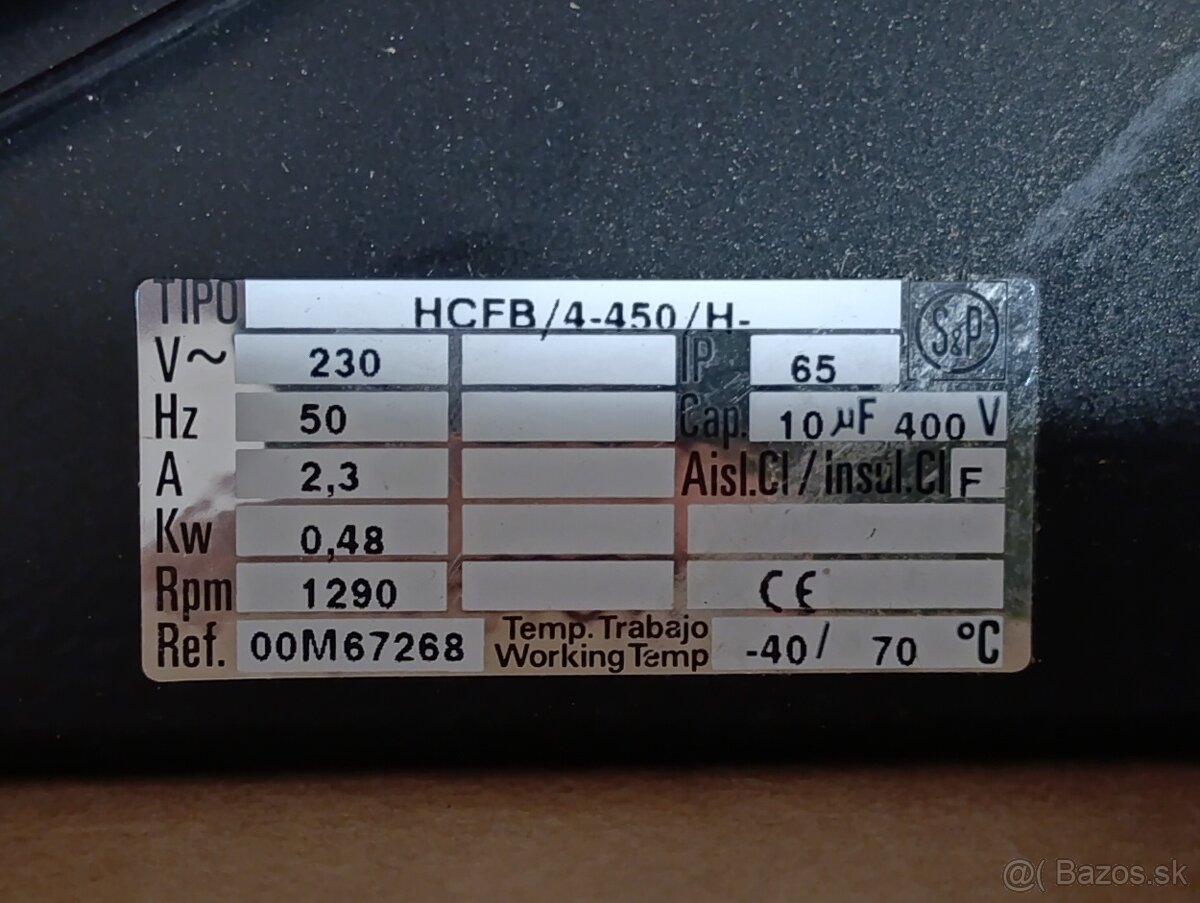 TIPO HCFB/4-450/H-
S&P
V~ 230 IP 65
Hz 50 Cap. 10 µF 400 V
A 2,3 Aisl.Cl/insul.Cl F
Kw 0,48
Rpm 1290 CE
Ref. 00M67268 Temp. Trabajo
Working Temp -40/ 70 °C
@( Bazos.sk